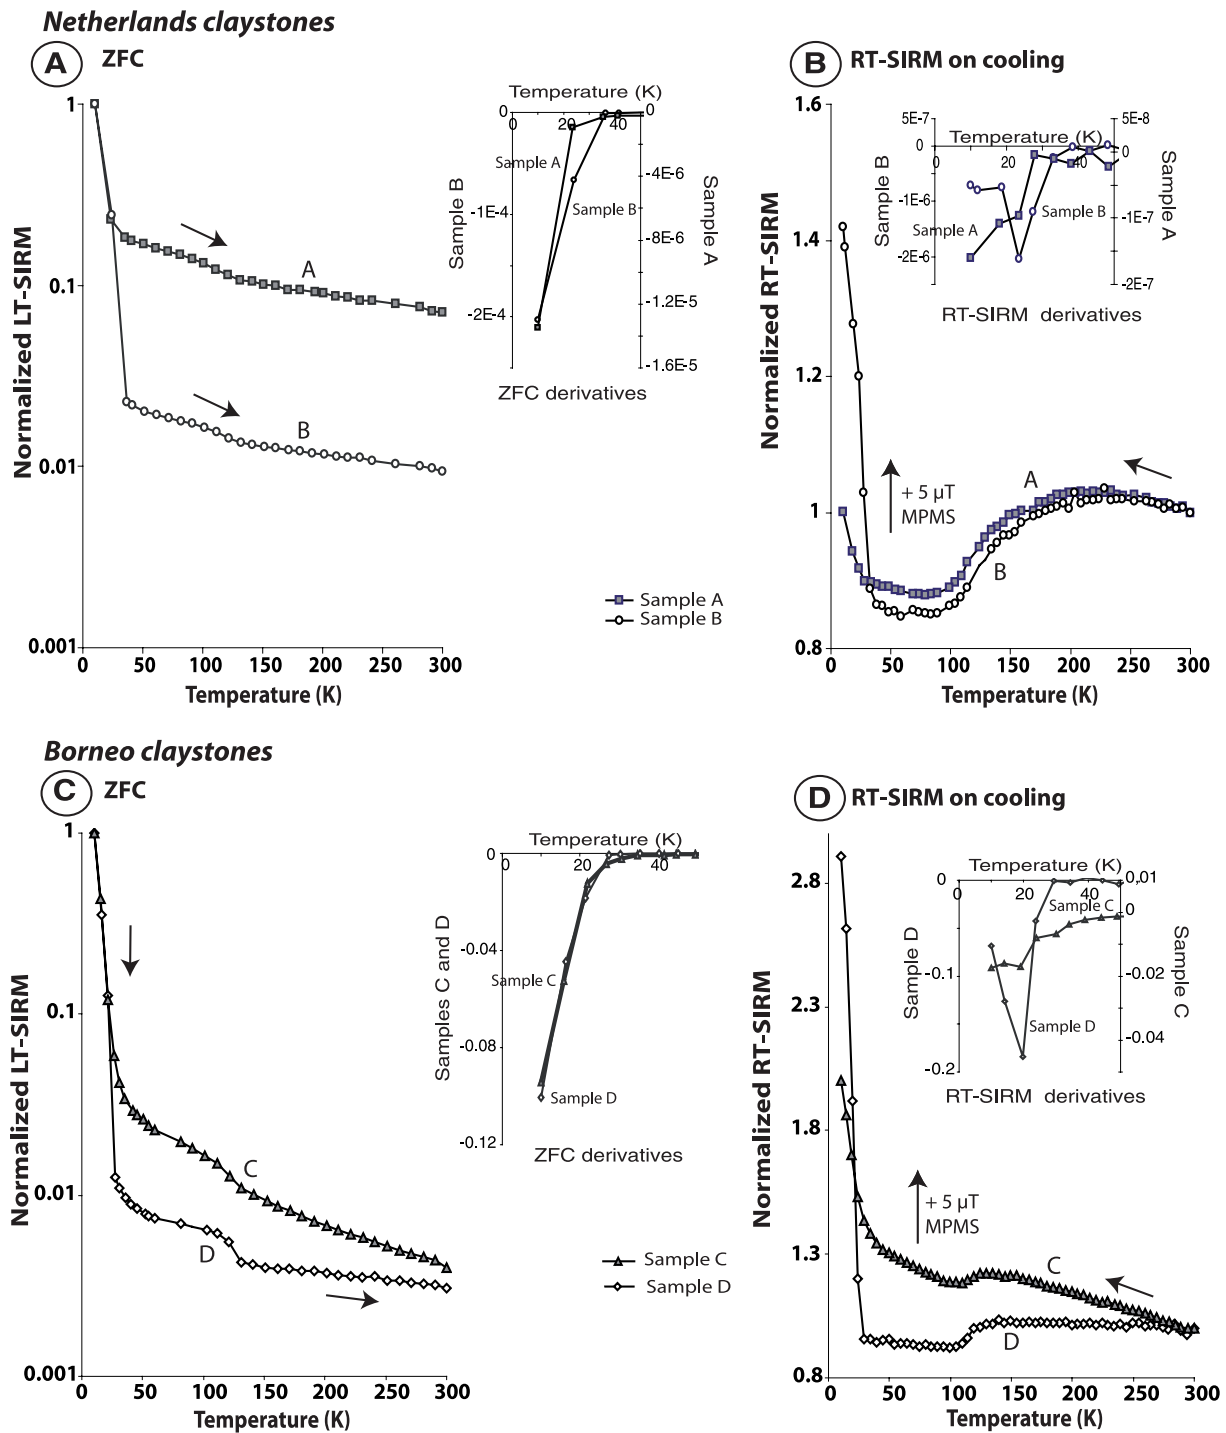 Netherlands claystones
A ZFC
1
0.1
0.01
0.001
0 50 100 150 200 250 300
Normalized LT-SIRM
Temperature (K)
A
B
Temperature (K)
0 20 40 0
-1E-4
-2E-4
-4E-6
-8E-6
-1.2E-5
-1.6E-5
Sample B
Sample A
Sample A
Sample B
ZFC derivatives
Sample A
Sample B
B RT-SIRM on cooling
1.6
1.4
1.2
1
0.8
0 50 100 150 200 250 300
Normalized RT-SIRM
Temperature (K)
A
B
+ 5 µT
MPMS
5E-7
0
-1E-6
-2E-6
Temperature (K)
0 20 40
5E-8
0
-1E-7
-2E-7
Sample B
Sample A
Sample A
Sample B
RT-SIRM derivatives
Borneo claystones
C ZFC
1
0.1
0.01
0.001
0 50 100 150 200 250 300
Normalized LT-SIRM
Temperature (K)
C
D
Temperature (K)
0 0 20 40
-0.04
-0.08
-0.12
Samples C and D
Sample C
Sample D
ZFC derivatives
Sample C
Sample D
D RT-SIRM on cooling
2.8
2.3
1.8
1.3
0.8
0 50 100 150 200 250 300
Normalized RT-SIRM
Temperature (K)
C
D
+ 5 µT
MPMS
Temperature (K)
0
-0.1
-0.2
0 20 40
0,01
0
-0.02
-0.04
Sample D
Sample C
Sample C
Sample D
RT-SIRM derivatives